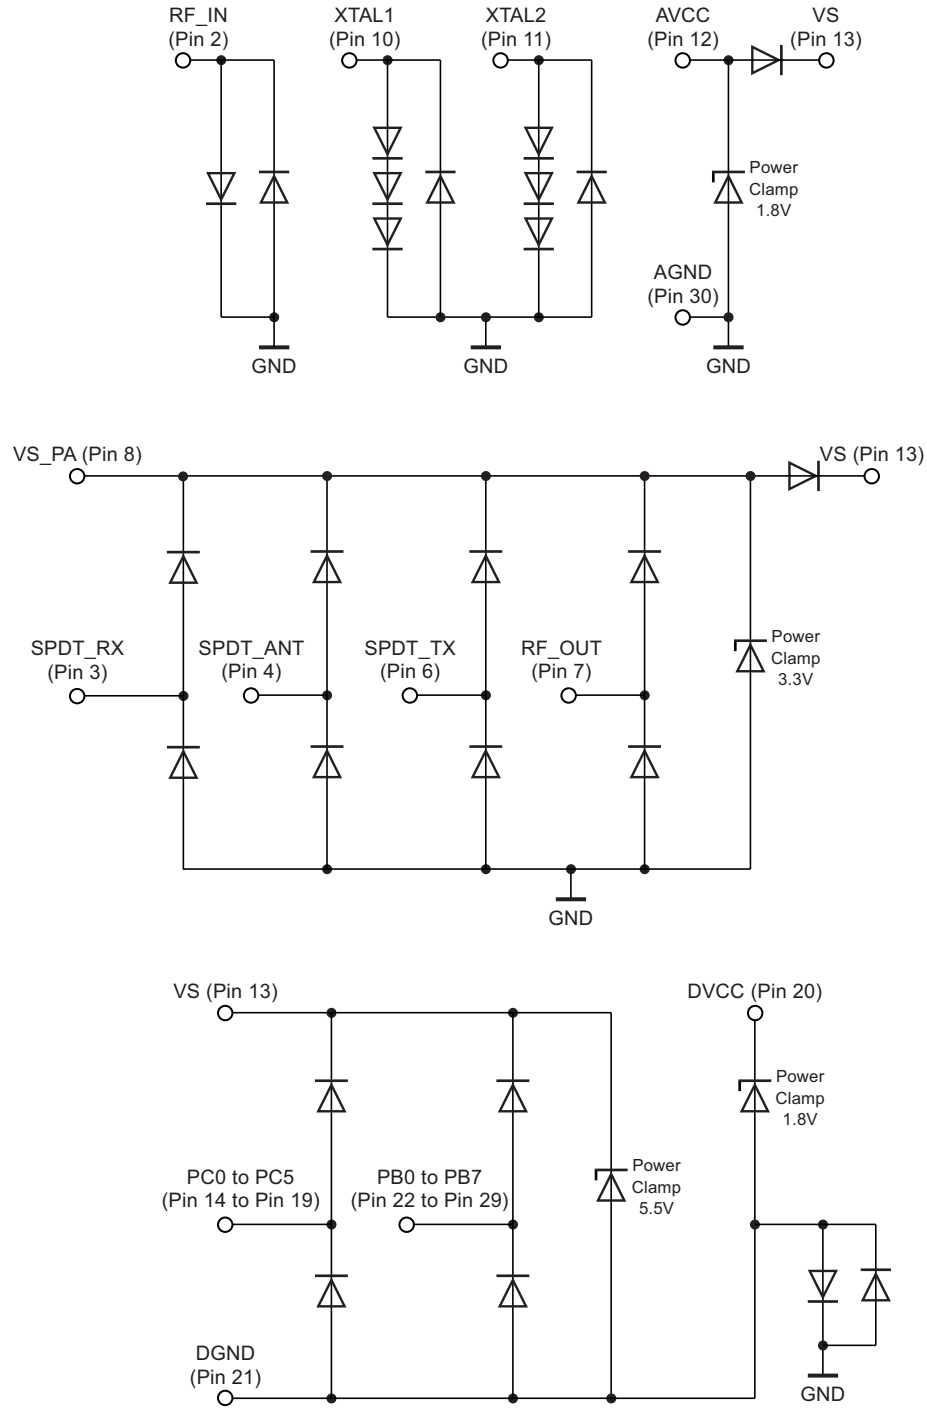 RF_IN
(Pin 2)
XTAL1
(Pin 10)
XTAL2
(Pin 11)
AVCC
(Pin 12)
VS
(Pin 13)
Power
Clamp
1.8V
AGND
(Pin 30)
GND
GND
GND
VS_PA (Pin 8)
VS (Pin 13)
SPDT_RX
(Pin 3)
SPDT_ANT
(Pin 4)
SPDT_TX
(Pin 6)
RF_OUT
(Pin 7)
Power
Clamp
3.3V
GND
VS (Pin 13)
DVCC (Pin 20)
Power
Clamp
1.8V
PC0 to PC5
(Pin 14 to Pin 19)
PB0 to PB7
(Pin 22 to Pin 29)
Power
Clamp
5.5V
DGND
(Pin 21)
GND